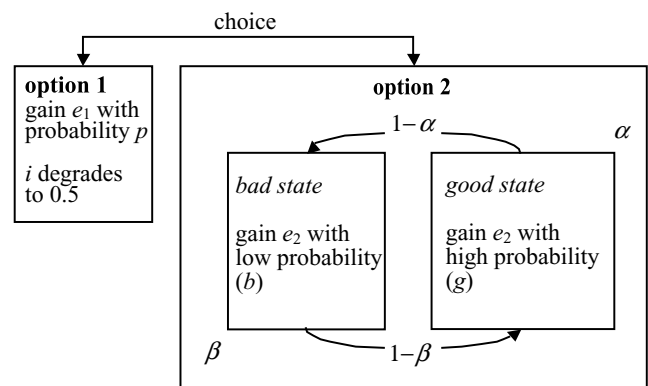 choice
option 1
gain e₁ with
probability p
i degrades
to 0.5
option 2
1−α
α
bad state
gain e₂ with
low probability
(b)
good state
gain e₂ with
high probability
(g)
β
1−β